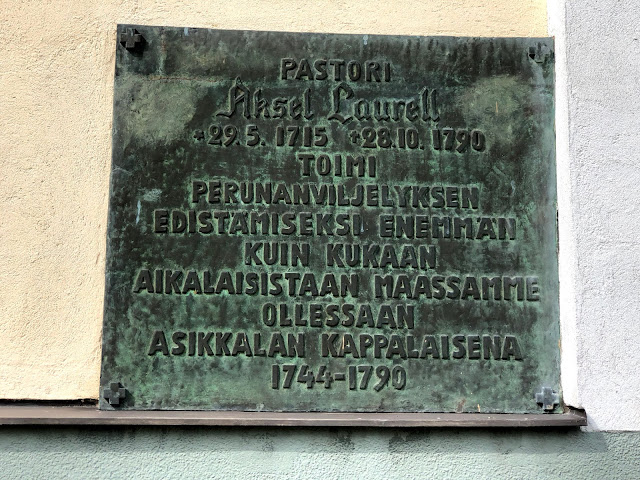 PASTORI
Aksel Laurell
*29.5. 1715 +28.10. 1790
TOIMI
PERUNANVILJELYKSEN
EDISTÄMISEKSI ENEMMÄN
KUIN KUKAAN
AIKALAISISTAAN MAASSAMME
OLLESSAAN
ASIKKALAN KAPPALAISENA
1744-1790